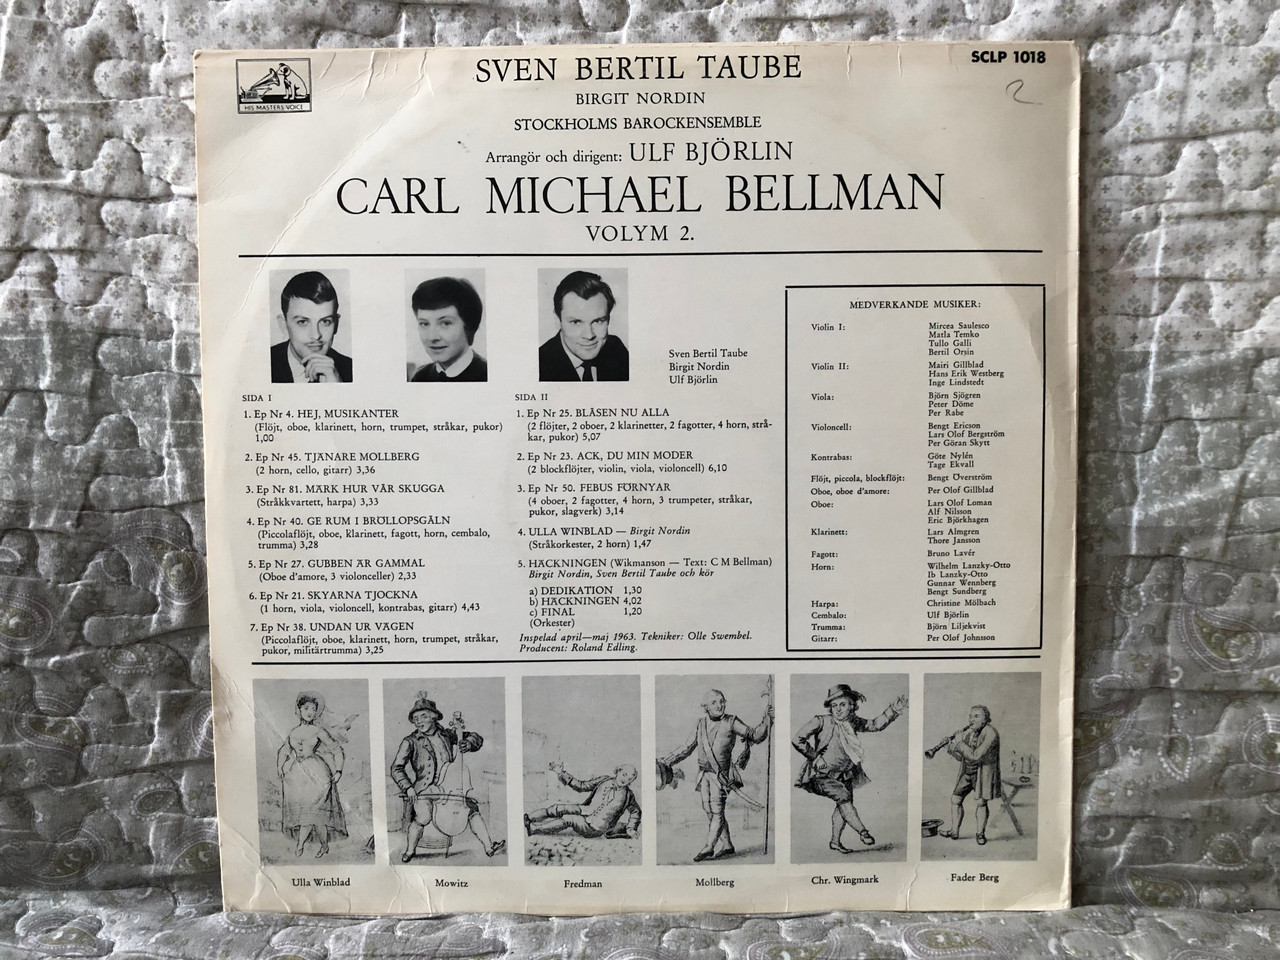 HIS MASTERS VOICE
SCLP 1018
2
SVEN BERTIL TAUBE
BIRGIT NORDIN
STOCKHOLMS BAROCKENSEMBLE
Arrangör och dirigent: ULF BJÖRLIN
CARL MICHAEL BELLMAN
VOLYM 2.
Sven Bertil Taube
Birgit Nordin
Ulf Björlin
SIDA I
1. Ep Nr 4. HEJ, MUSIKANTER
(Flöjt, oboe, klarinett, horn, trumpet, stråkar, pukor)
1,00
2. Ep Nr 45. TJÄNARE MOLLBERG
(2 horn, cello, gitarr) 3,36
3. Ep Nr 81. MÄRK HUR VÅR SKUGGA
(Stråkkvartett, harpa) 3,33
4. Ep Nr 40. GE RUM I BRÖLLOPSGÅLN
(Piccolaflöjt, oboe, klarinett, fagott, horn, cembalo,
trumma) 3,28
5. Ep Nr 27. GUBBEN ÄR GAMMAL
(Oboe d'amore, 3 violonceller) 2,33
6. Ep Nr 21. SKYARNA TJOCKNA
(1 horn, viola, violoncell, kontrabas, gitarr) 4,43
7. Ep Nr 38. UNDAN UR VÄGEN
(Piccolaflöjt, oboe, klarinett, horn, trumpet, stråkar,
pukor, militärtrumma) 3,25
SIDA II
1. Ep Nr 25. BLÅSEN NU ALLA
(2 flöjter, 2 oboer, 2 klarinetter, 2 fagotter, 4 horn, strå-
kar, pukor) 5,07
2. Ep Nr 23. ACK, DU MIN MODER
(2 blockflöjter, violin, viola, violoncell) 6,10
3. Ep Nr 50. FEBUS FÖRNYAR
(4 oboer, 2 fagotter, 4 horn, 3 trumpeter, stråkar,
pukor, slagverk) 3,14
4. ULLA WINBLAD — Birgit Nordin
(Stråkorkester, 2 horn) 1,47
5. HÄCKNINGEN (Wikmanson — Text: C M Bellman)
Birgit Nordin, Sven Bertil Taube och kör
a) DEDIKATION 1,30
b) HÄCKNINGEN 4,02
c) FINAL 1,20
(Orkester)
Inspelad april—maj 1963. Tekniker: Olle Swembel.
Producent: Roland Edling.
MEDVERKANDE MUSIKER:
Violin I: Mircea Saulesco
Matla Temko
Tullo Galli
Bertil Orsin
Violin II: Mairi Gillblad
Hans Erik Westberg
Inge Lindstedt
Viola: Björn Sjögren
Peter Döme
Per Rabe
Violoncell: Bengt Ericson
Lars Olof Bergström
Per Göran Skytt
Kontrabas: Göte Nylén
Tage Ekvall
Flöjt, piccola, blockflöjt: Bengt Överström
Oboe, oboe d'amore: Per Olof Gillblad
Oboe: Lars Olof Loman
Alf Nilsson
Eric Björkhagen
Klarinett: Lars Almgren
Thore Jansson
Fagott: Bruno Lavér
Horn: Wilhelm Lanzky-Otto
Ib Lanzky-Otto
Gunnar Wennberg
Bengt Sundberg
Harpa: Christine Mölbach
Cembalo: Ulf Björlin
Trumma: Björn Liljekvist
Gitarr: Per Olof Johnsson
Ulla Winblad
Mowitz
Fredman
Mollberg
Chr. Wingmark
Fader Berg